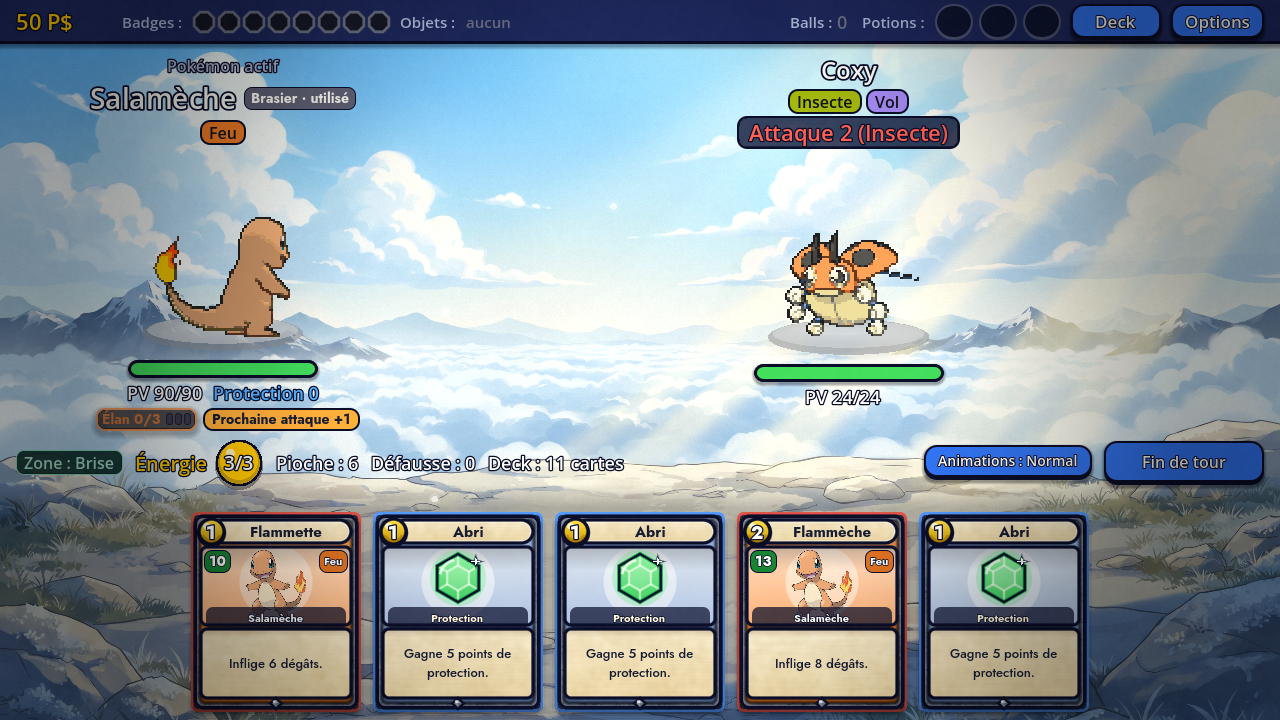 50 P$
Badges :
Objets : aucun
Balls : 0
Potions :
Deck
Options
Pokémon actif
Salamèche
Brasier · utilisé
Feu
Coxy
Insecte
Vol
Attaque 2 (Insecte)
PV 90/90 Protection 0
Élan 0/3
Prochaine attaque +1
PV 24/24
Zone : Brise
Énergie
3/3
Pioche : 6 Défausse : 0 Deck : 11 cartes
Animations : Normal
Fin de tour
1 Flammette
10
Feu
Salamèche
Inflige 6 dégâts.
1 Abri
Protection
Gagne 5 points de
protection.
1 Abri
Protection
Gagne 5 points de
protection.
2 Flammèche
13
Feu
Salamèche
Inflige 8 dégâts.
1 Abri
Protection
Gagne 5 points de
protection.